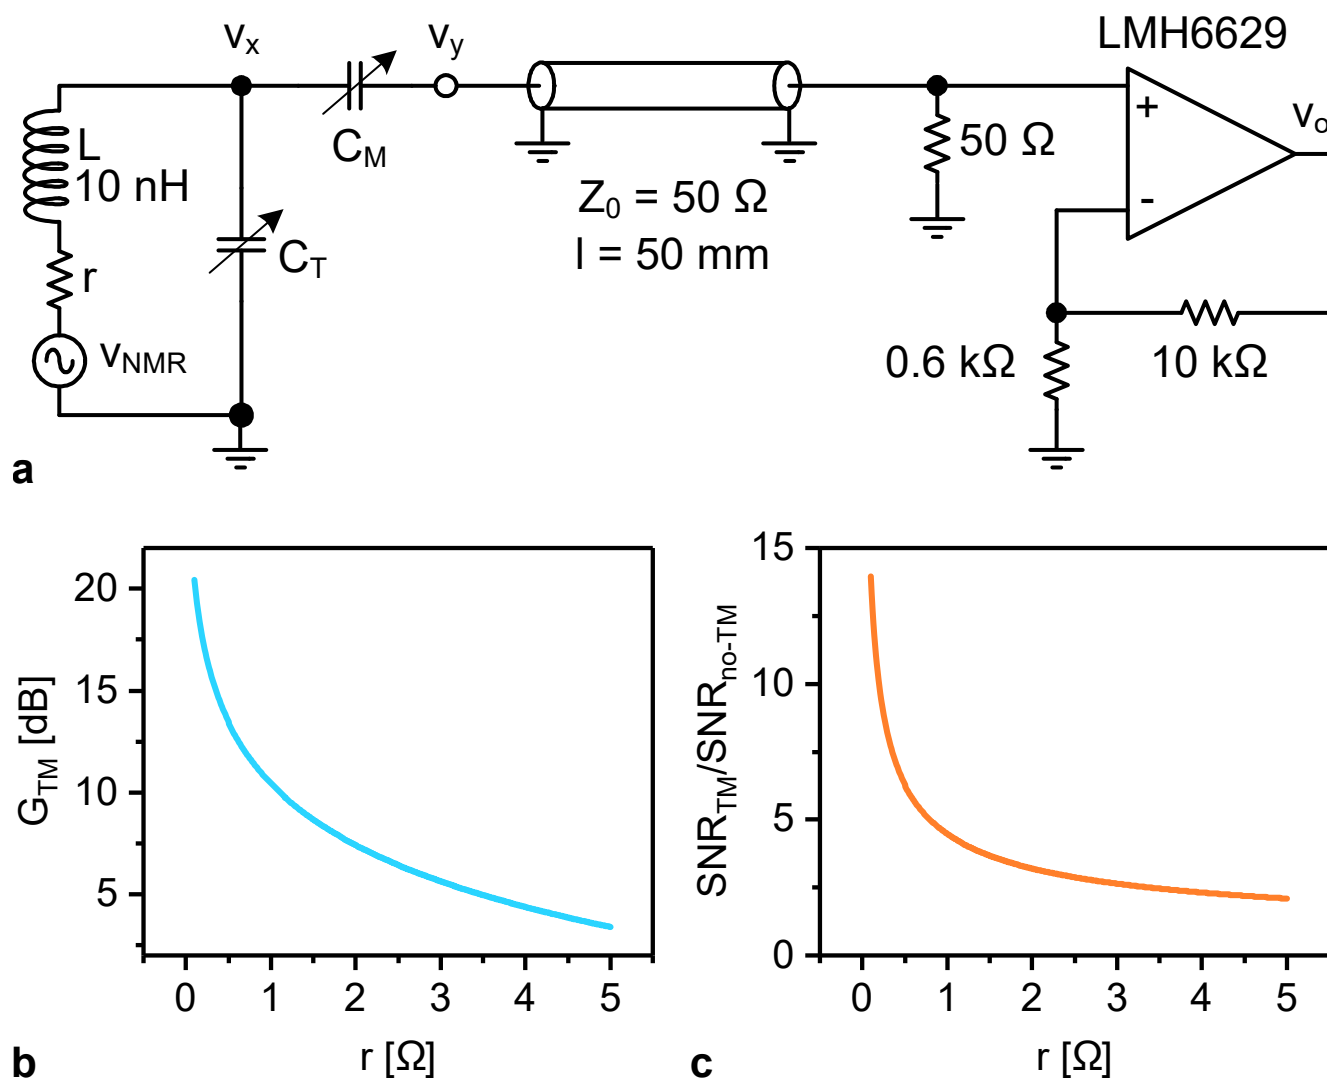 LMH6629
vx
vy
vo
+
-
L
10 nH
CM
50 Ω
r
CT
Z0 = 50 Ω
l = 50 mm
vNMR
0.6 kΩ
10 kΩ
a
GTM [dB]
20
15
10
5
0 1 2 3 4 5
r [Ω]
b
SNRTM/SNRno-TM
15
10
5
0
0 1 2 3 4 5
r [Ω]
c